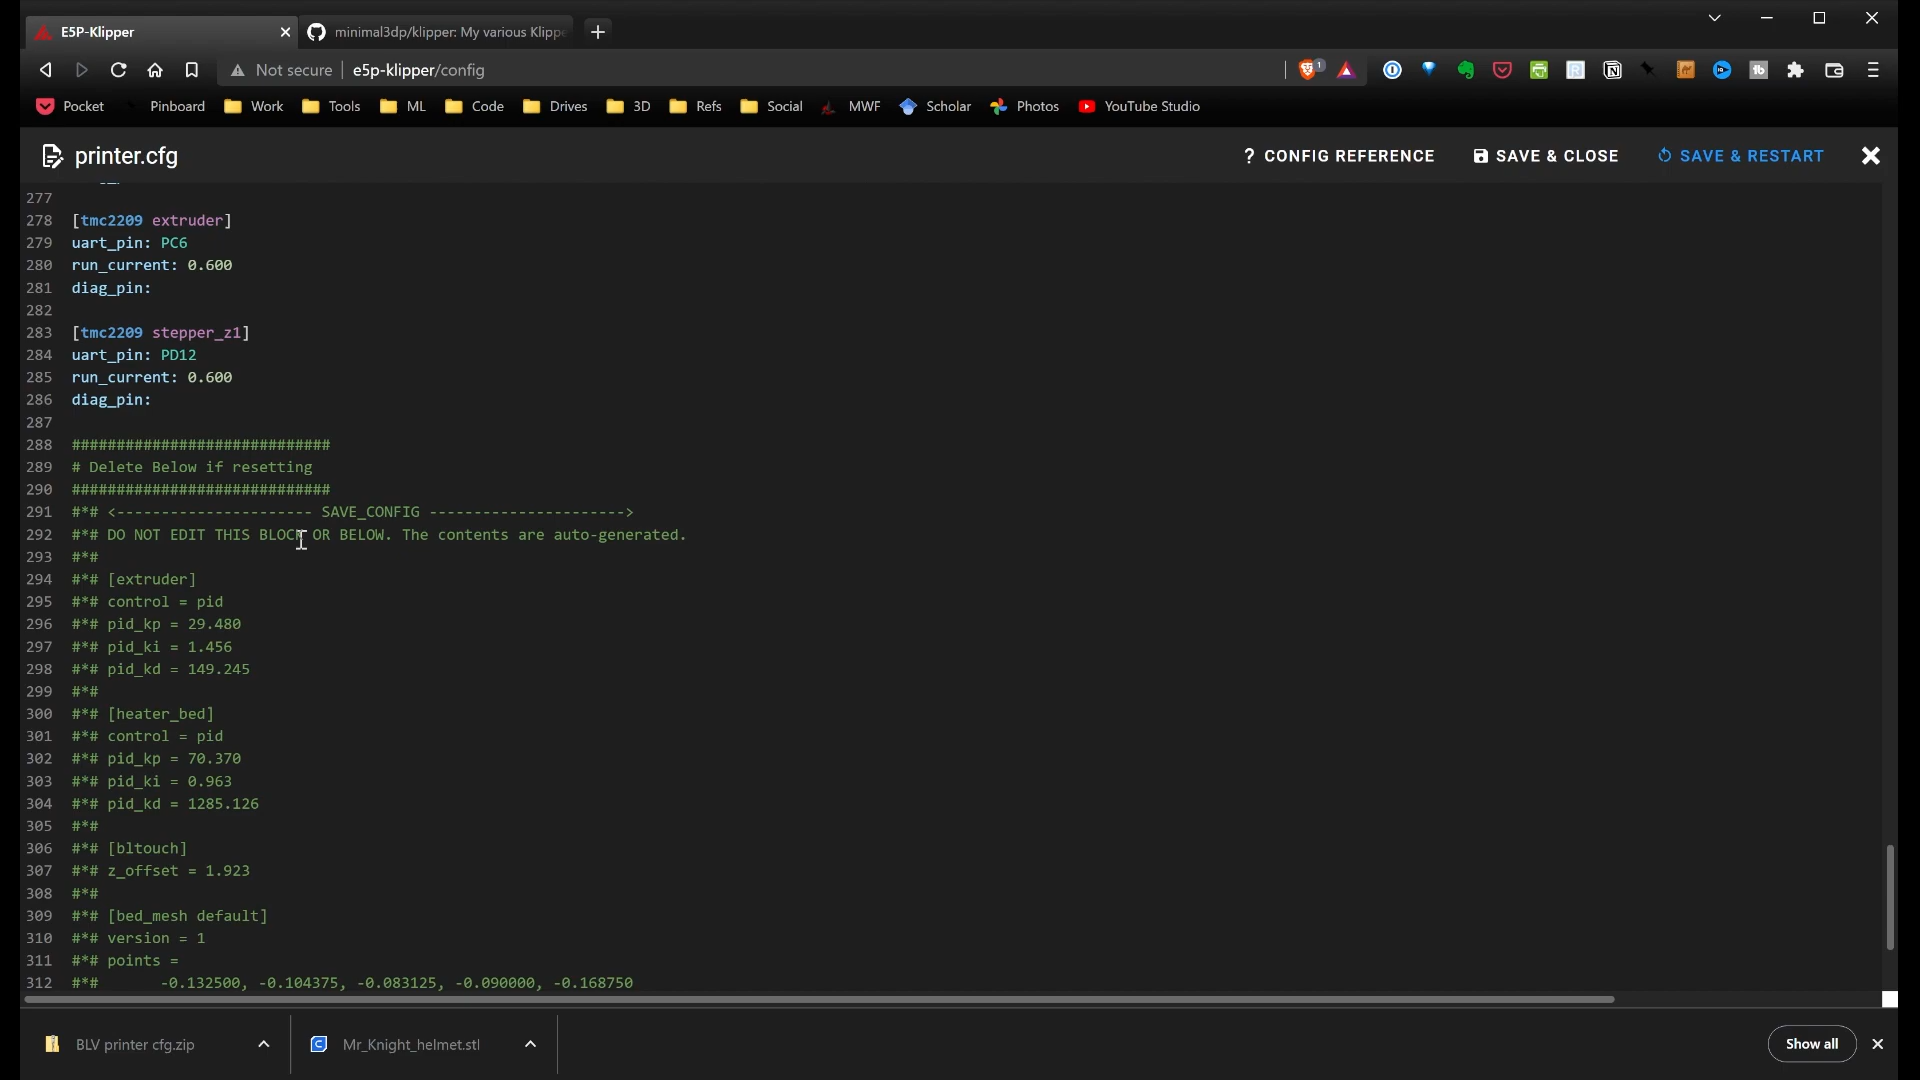 E5P-Klipper
minimal3dp/klipper: My various Klippe
Not secure
e5p-klipper/config
1
Pocket
Pinboard
Work
Tools
ML
Code
Drives
3D
Refs
Social
MWF
Scholar
Photos
YouTube Studio
printer.cfg
? CONFIG REFERENCE
SAVE & CLOSE
SAVE & RESTART
277
278 [tmc2209 extruder]
279 uart_pin: PC6
280 run_current: 0.600
281 diag_pin:
282
283 [tmc2209 stepper_z1]
284 uart_pin: PD12
285 run_current: 0.600
286 diag_pin:
287
288 #############################
289 # Delete Below if resetting
290 #############################
291 #*# <---------------------- SAVE_CONFIG ---------------------->
292 #*# DO NOT EDIT THIS BLOCK OR BELOW. The contents are auto-generated.
293 #*#
294 #*# [extruder]
295 #*# control = pid
296 #*# pid_kp = 29.480
297 #*# pid_ki = 1.456
298 #*# pid_kd = 149.245
299 #*#
300 #*# [heater_bed]
301 #*# control = pid
302 #*# pid_kp = 70.370
303 #*# pid_ki = 0.963
304 #*# pid_kd = 1285.126
305 #*#
306 #*# [bltouch]
307 #*# z_offset = 1.923
308 #*#
309 #*# [bed_mesh default]
310 #*# version = 1
311 #*# points =
312 #*# -0.132500, -0.104375, -0.083125, -0.090000, -0.168750
BLV printer cfg.zip
Mr_Knight_helmet.stl
Show all